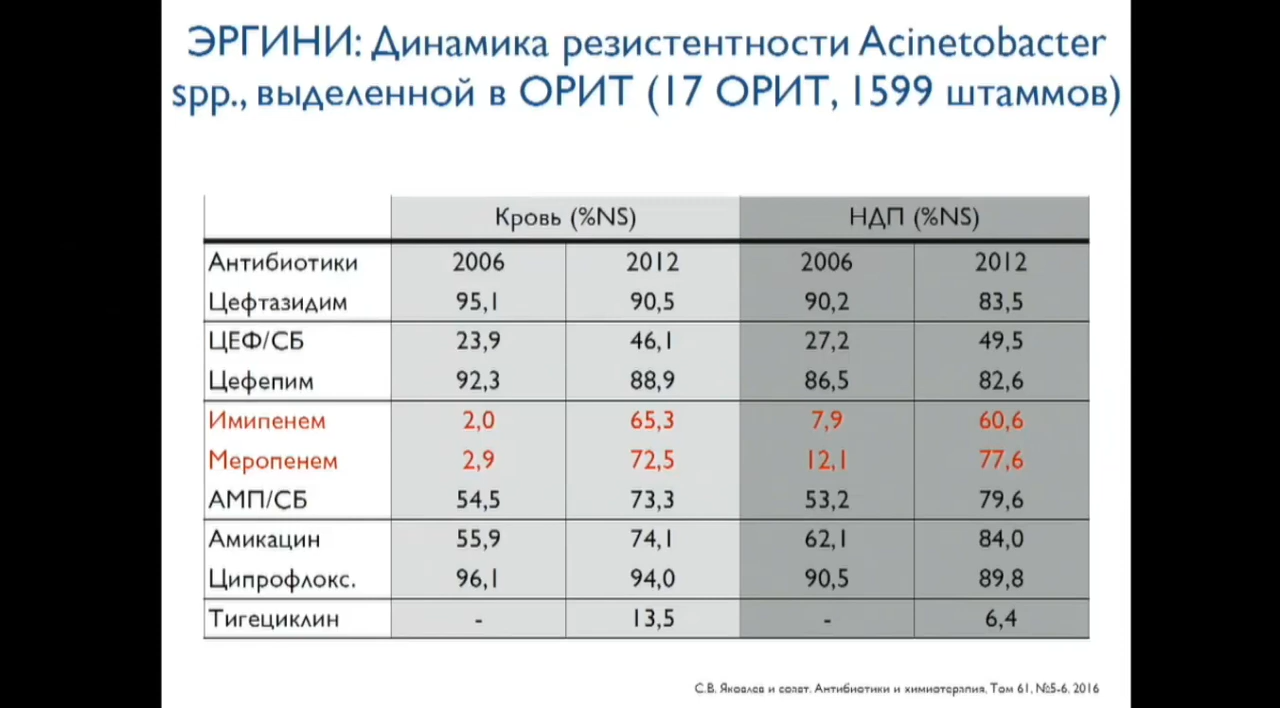 ЭРГИНИ: Динамика резистентности Acinetobacter
spp., выделенной в ОРИТ (17 ОРИТ, 1599 штаммов)
Кровь (%NS) НДП (%NS)
Антибиотики 2006 2012 2006 2012
Цефтазидим 95,1 90,5 90,2 83,5
ЦЕФ/СБ 23,9 46,1 27,2 49,5
Цефепим 92,3 88,9 86,5 82,6
Имипенем 2,0 65,3 7,9 60,6
Меропенем 2,9 72,5 12,1 77,6
АМП/СБ 54,5 73,3 53,2 79,6
Амикацин 55,9 74,1 62,1 84,0
Ципрофлокс. 96,1 94,0 90,5 89,8
Тигециклин - 13,5 - 6,4
С.В. Яковлев и соавт. Антибиотики и химиотерапия, Том 61, №5-6, 2016